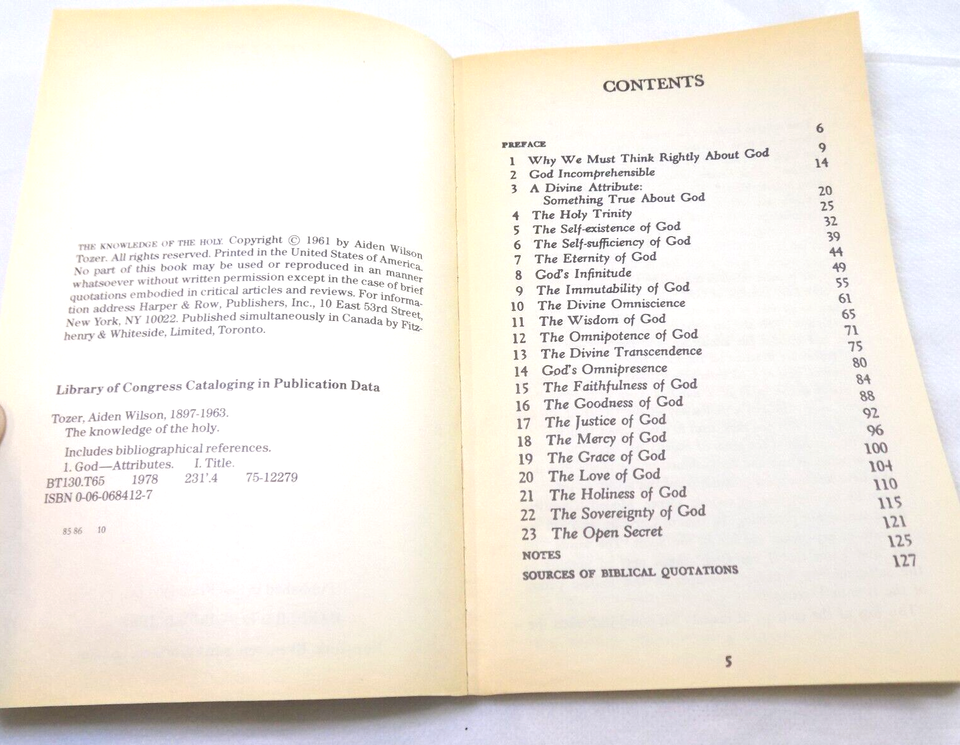 THE KNOWLEDGE OF THE HOLY. Copyright © 1961 by Aiden Wilson
Tozer. All rights reserved. Printed in the United States of America.
No part of this book may be used or reproduced in an manner
whatsoever without written permission except in the case of brief
quotations embodied in critical articles and reviews. For informa-
tion address Harper & Row, Publishers, Inc., 10 East 53rd Street,
New York, NY 10022. Published simultaneously in Canada by Fitz-
henry & Whiteside, Limited, Toronto.
Library of Congress Cataloging in Publication Data
Tozer, Aiden Wilson, 1897-1963.
The knowledge of the holy.
Includes bibliographical references.
1. God—Attributes. I. Title.
BT130.T65 1978 231'.4 75-12279
ISBN 0-06-068412-7
85 86 10
CONTENTS
PREFACE 6
1 Why We Must Think Rightly About God 9
2 God Incomprehensible 14
3 A Divine Attribute:
Something True About God 20
4 The Holy Trinity 25
5 The Self-existence of God 32
6 The Self-sufficiency of God 39
7 The Eternity of God 44
8 God's Infinitude 49
9 The Immutability of God 55
10 The Divine Omniscience 61
11 The Wisdom of God 65
12 The Omnipotence of God 71
13 The Divine Transcendence 75
14 God's Omnipresence 80
15 The Faithfulness of God 84
16 The Goodness of God 88
17 The Justice of God 92
18 The Mercy of God 96
19 The Grace of God 100
20 The Love of God 104
21 The Holiness of God 110
22 The Sovereignty of God 115
23 The Open Secret 121
NOTES 125
SOURCES OF BIBLICAL QUOTATIONS 127
5